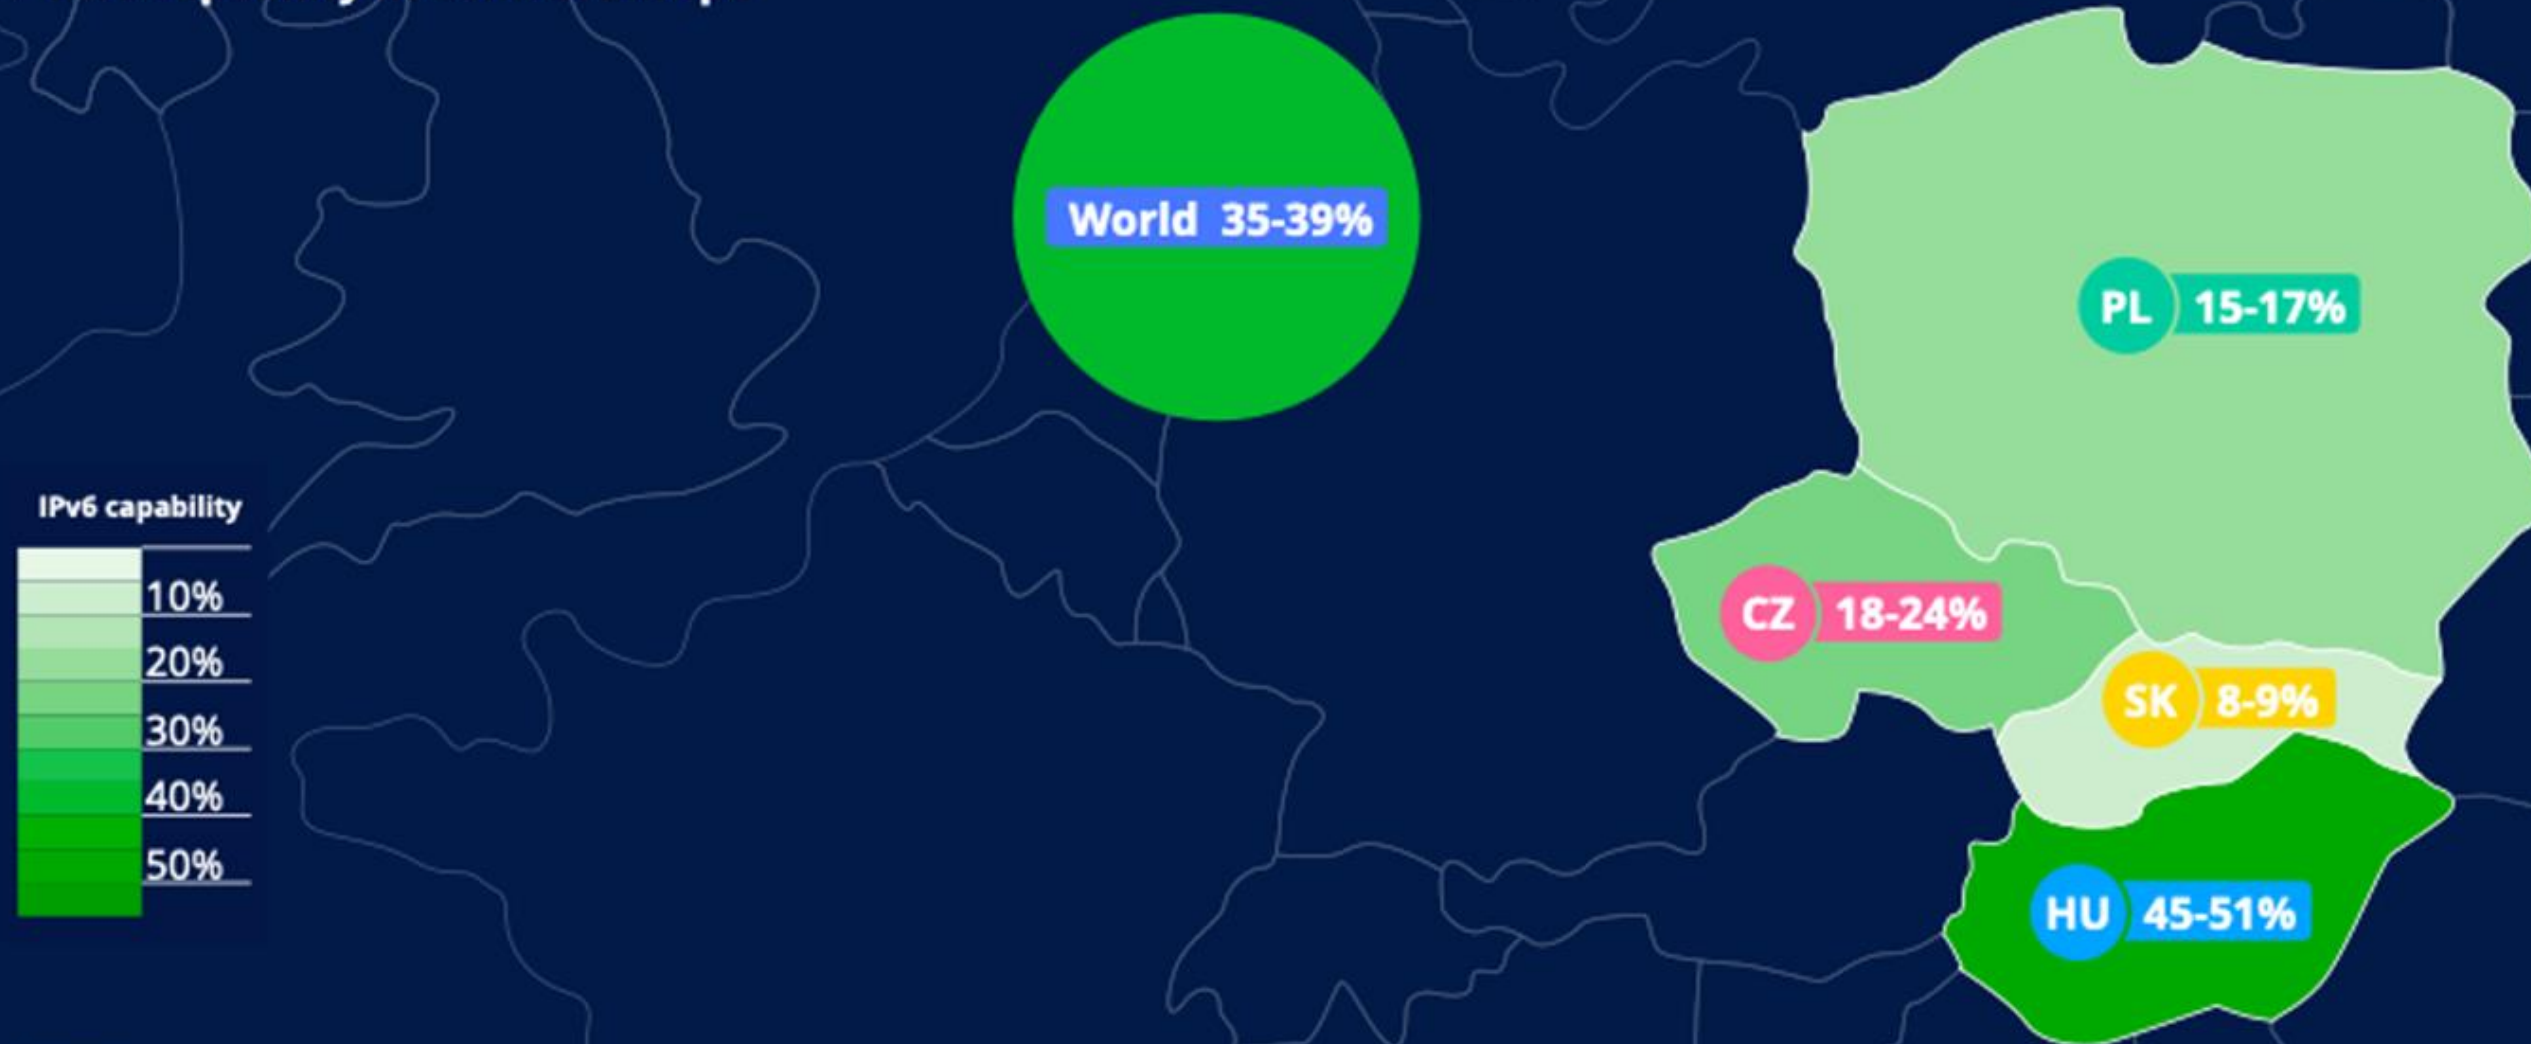 World 35-39%
PL 15-17%
IPv6 capability
10%
20%
30%
40%
50%
CZ 18-24%
SK 8-9%
HU 45-51%